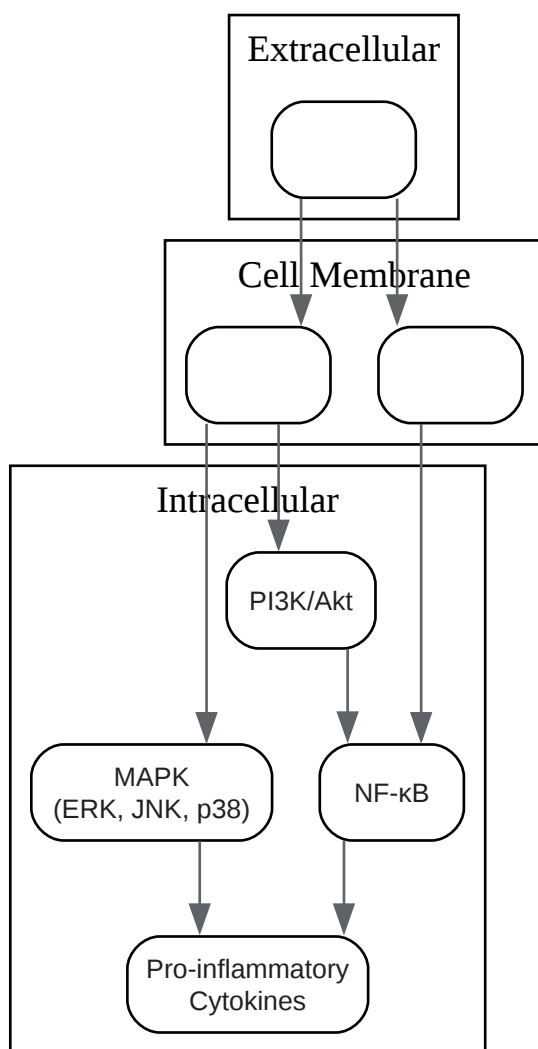 Extracellular
Cell Membrane
Intracellular
PI3K/Akt
MAPK
(ERK, JNK, p38)
NF-κB
Pro-inflammatory
Cytokines